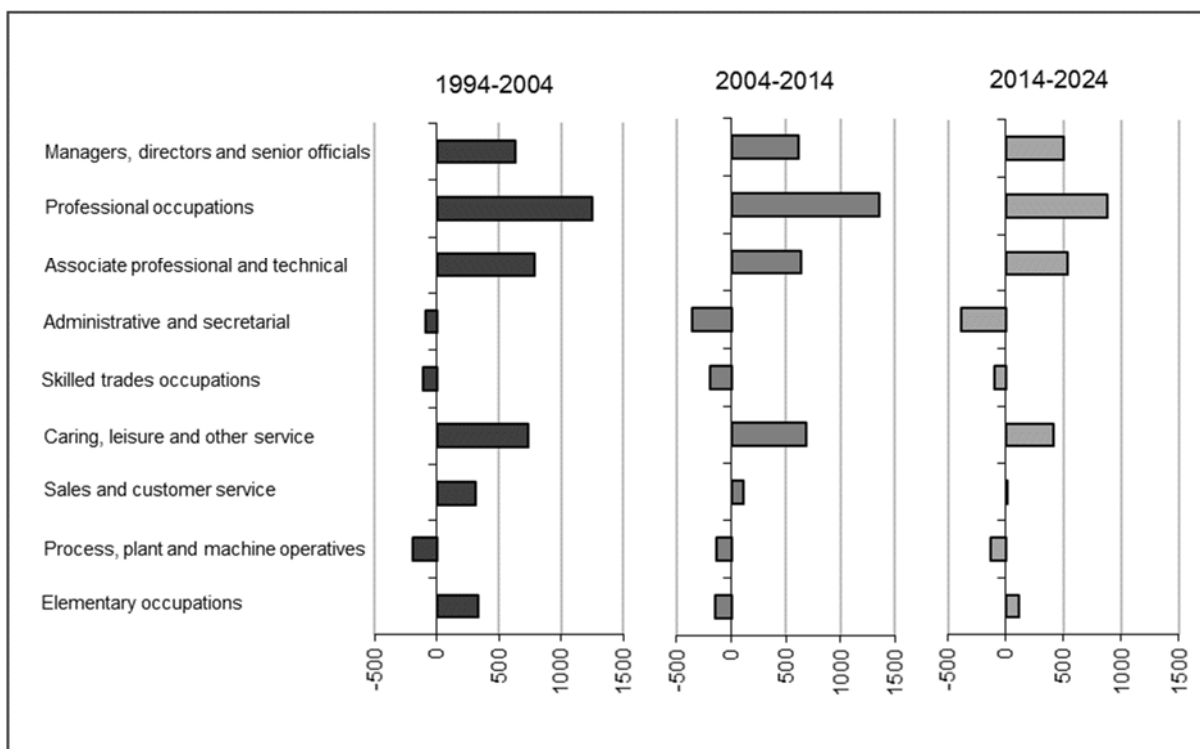 1994-2004
2004-2014
2014-2024
Managers, directors and senior officials
Professional occupations
Associate professional and technical
Administrative and secretarial
Skilled trades occupations
Caring, leisure and other service
Sales and customer service
Process, plant and machine operatives
Elementary occupations
-500 0 500 1000 1500
-500 0 500 1000 1500
-500 0 500 1000 1500